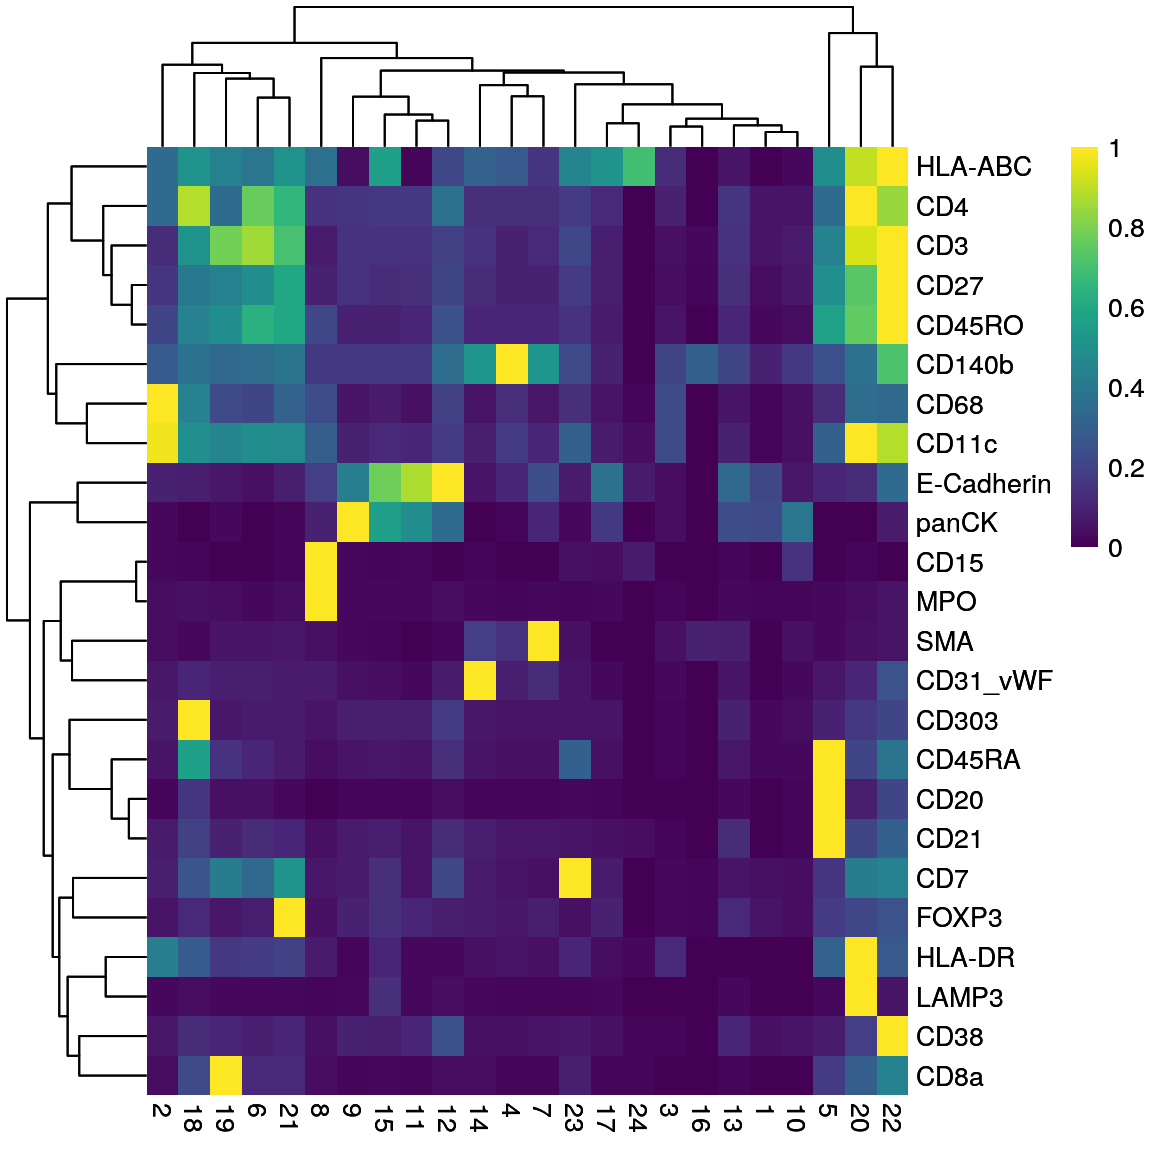 HLA-ABC
CD4
CD3
CD27
CD45RO
CD140b
CD68
CD11c
E-Cadherin
panCK
CD15
MPO
SMA
CD31_vWF
CD303
CD45RA
CD20
CD21
CD7
FOXP3
HLA-DR
LAMP3
CD38
CD8a
2 18 19 6 21 8 9 15 11 12 14 4 7 23 17 24 3 16 13 1 10 5 20 22
1
0.8
0.6
0.4
0.2
0